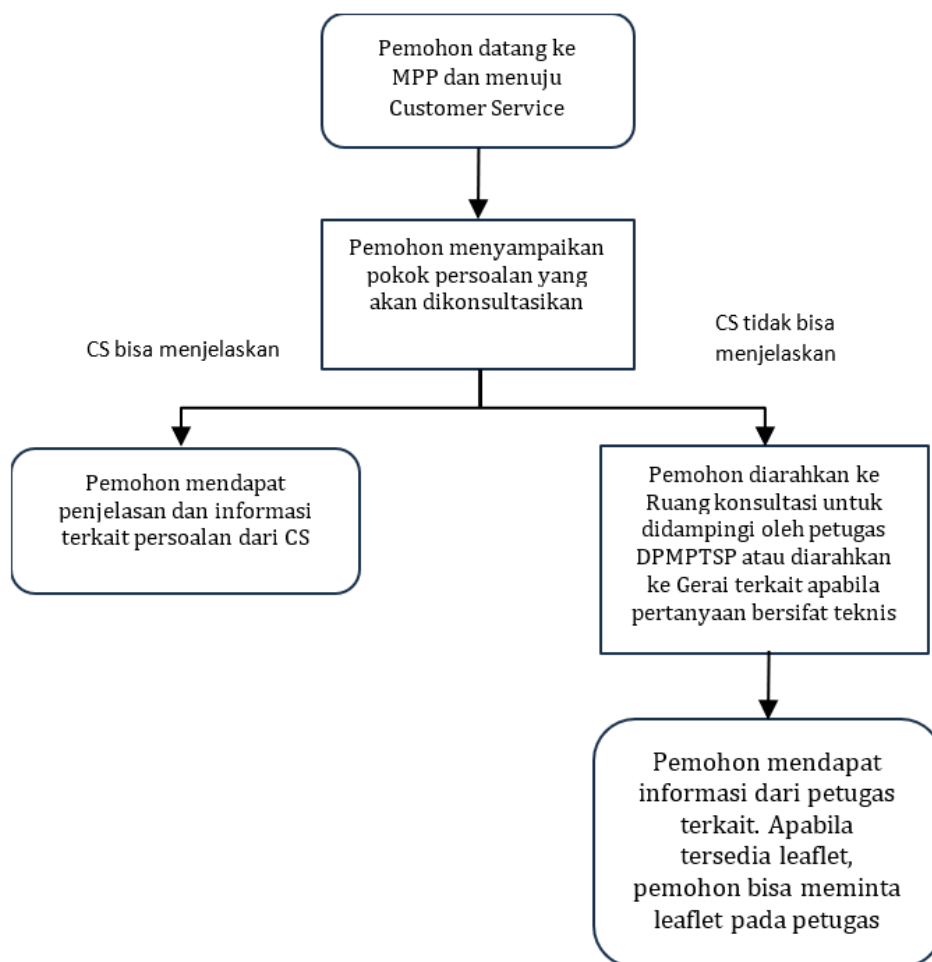 Pemohon datang ke
MPP dan menuju
Customer Service
Pemohon menyampaikan
pokok persoalan yang
akan dikonsultasikan
CS bisa menjelaskan
CS tidak bisa
menjelaskan
Pemohon mendapat
penjelasan dan informasi
terkait persoalan dari CS
Pemohon diarahkan ke
Ruang konsultasi untuk
didampingi oleh petugas
DPMPTSP atau diarahkan
ke Gerai terkait apabila
pertanyaan bersifat teknis
Pemohon mendapat
informasi dari petugas
terkait. Apabila
tersedia leaflet,
pemohon bisa meminta
leaflet pada petugas